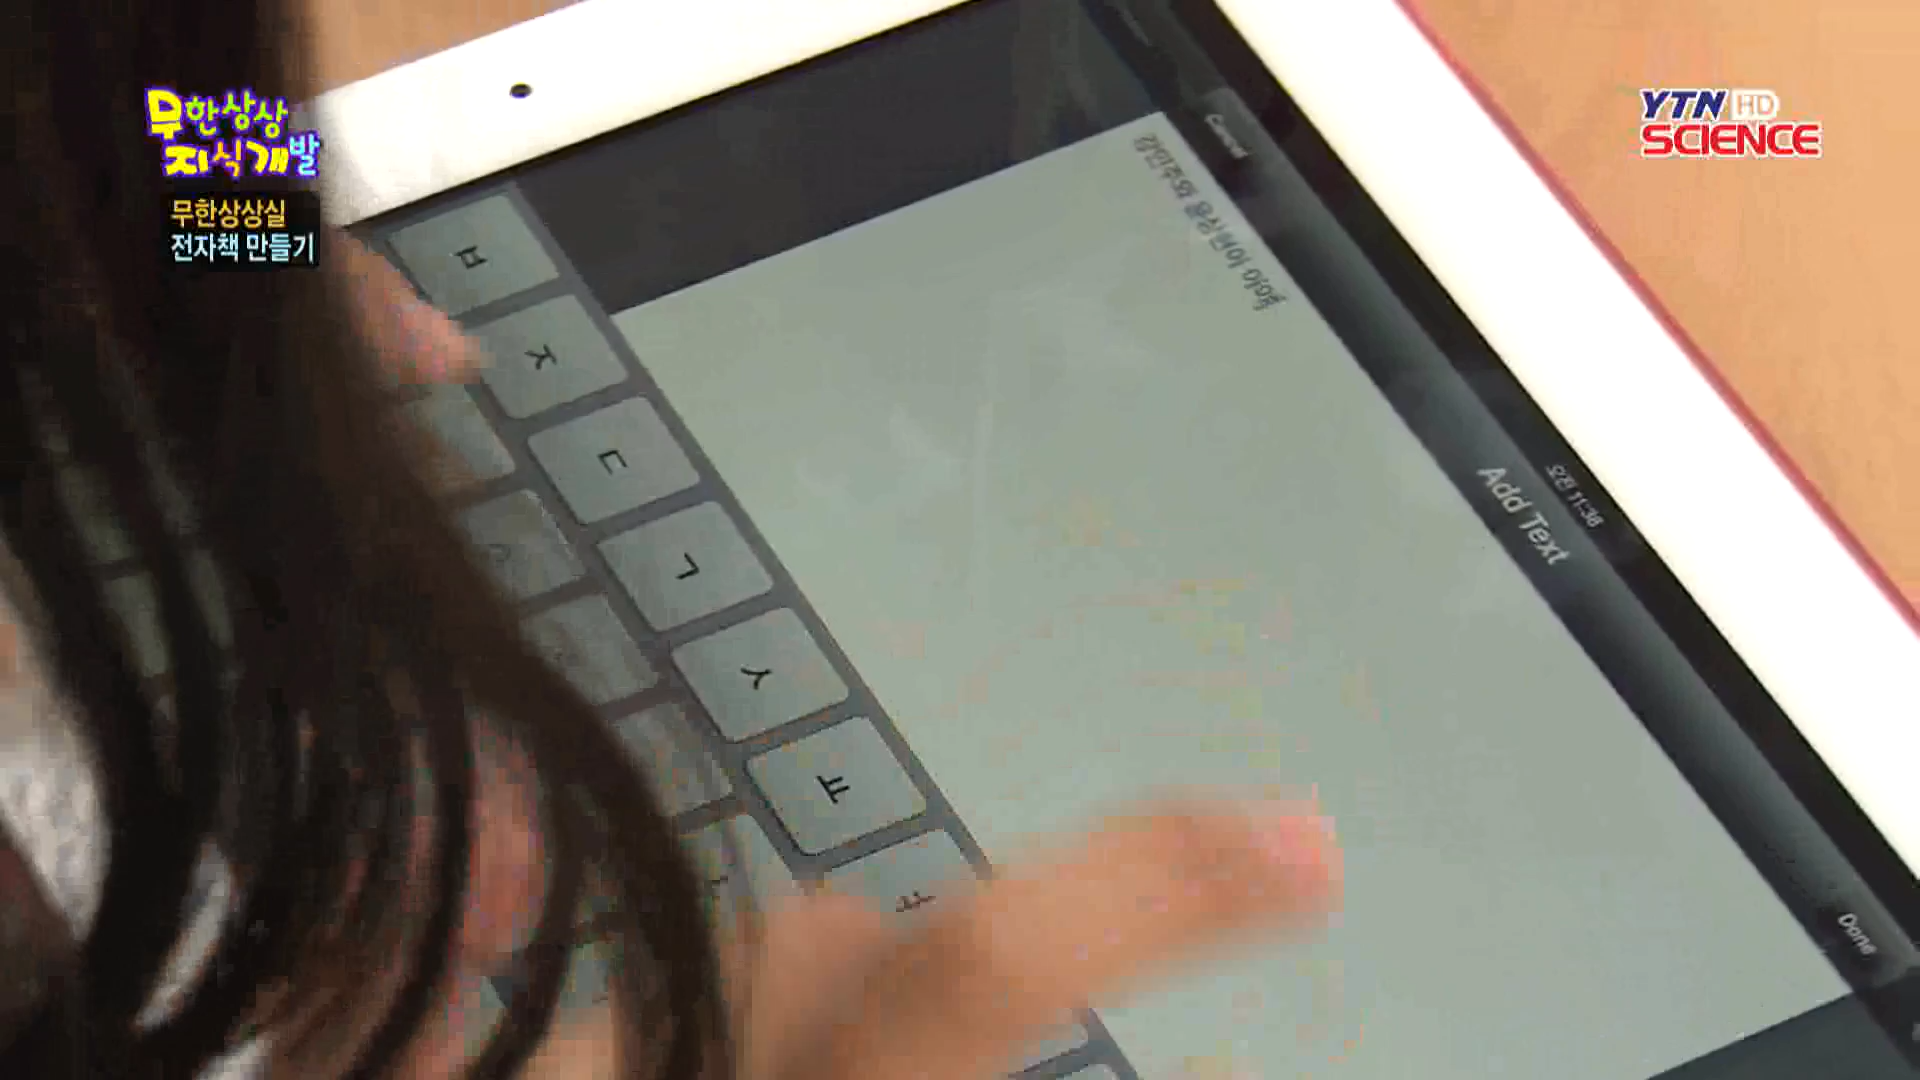 무한상상
지식개발
무한상상실
전자책 만들기
YTN HD
SCIENCE
Cancel
오전 11:38
Add Text
Done
ㅂ
ㅈ
ㄷ
ㄱ
ㅅ
ㅠ